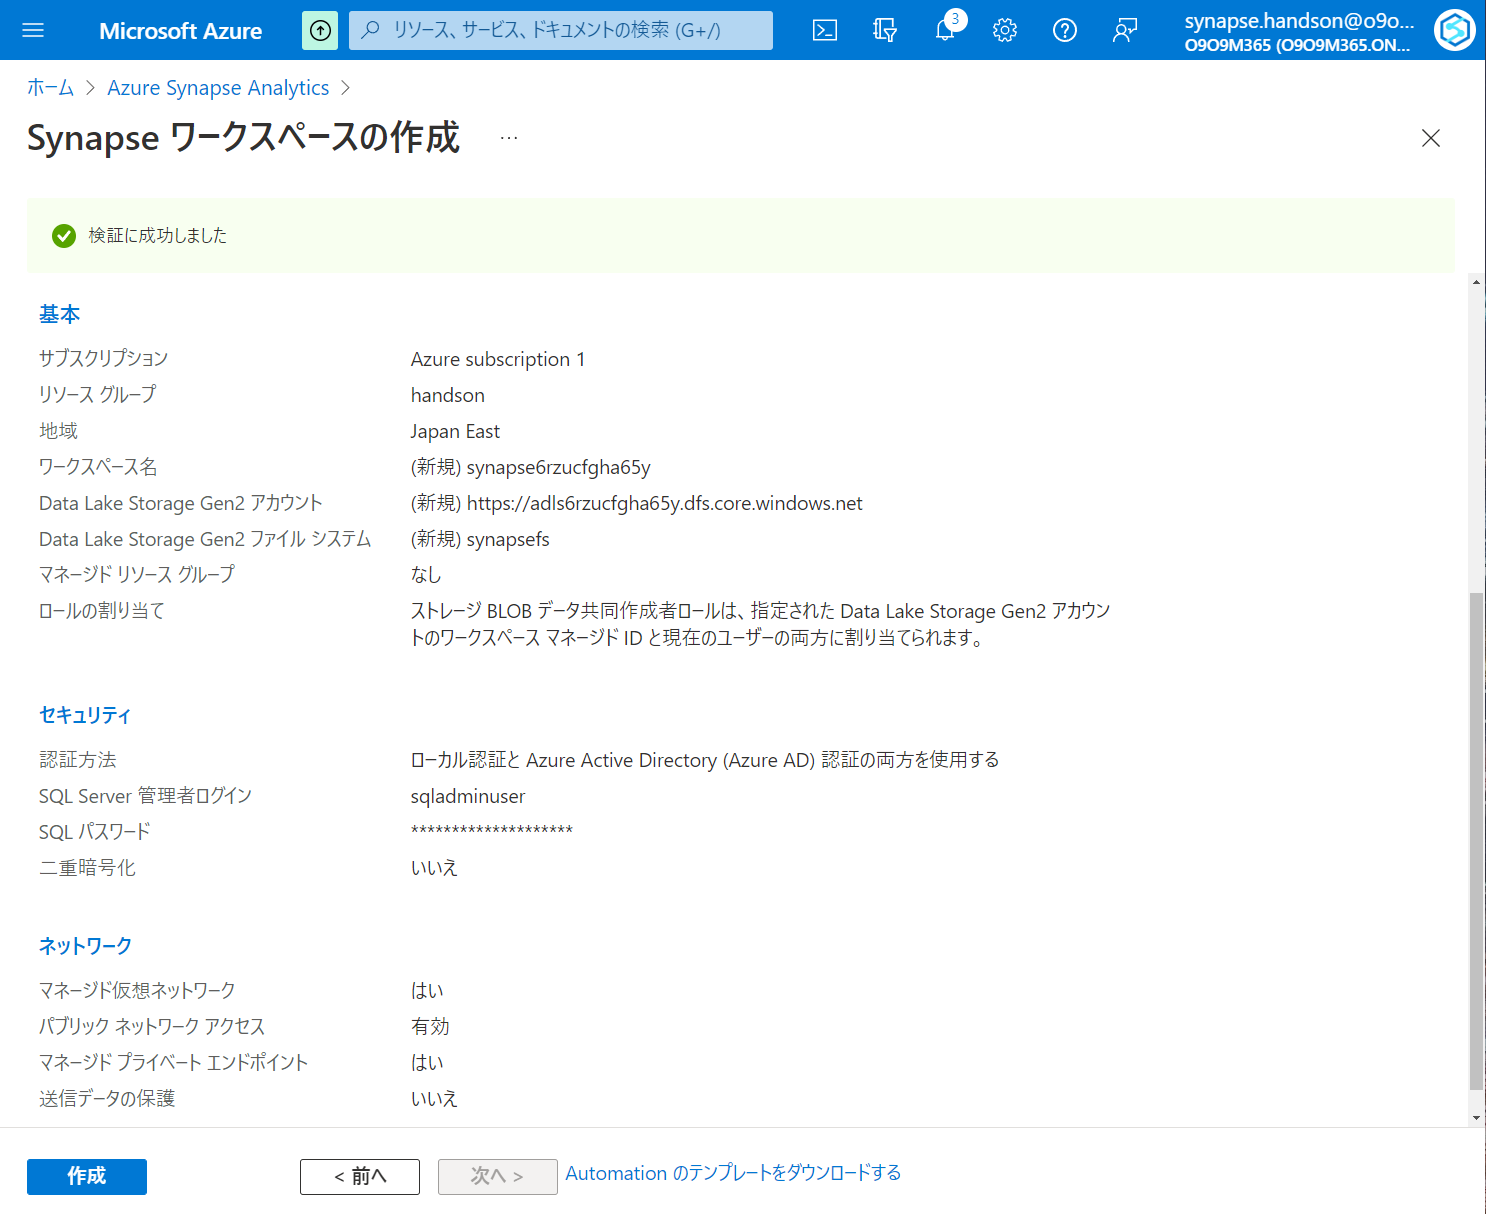 Microsoft Azure
リソース、サービス、ドキュメントの検索 (G+/)
3
synapse.handson@o9o...
O9O9M365 (O9O9M365.ON...
ホーム > Azure Synapse Analytics >
Synapse ワークスペースの作成 ...
検証に成功しました
基本
サブスクリプション Azure subscription 1
リソース グループ handson
地域 Japan East
ワークスペース名 (新規) synapse6rzucfgha65y
Data Lake Storage Gen2 アカウント (新規) https://adls6rzucfgha65y.dfs.core.windows.net
Data Lake Storage Gen2 ファイル システム (新規) synapsefs
マネージド リソース グループ なし
ロールの割り当て ストレージ BLOB データ共同作成者ロールは、指定された Data Lake Storage Gen2 アカウン
トのワークスペース マネージド ID と現在のユーザーの両方に割り当てられます。
セキュリティ
認証方法 ローカル認証と Azure Active Directory (Azure AD) 認証の両方を使用する
SQL Server 管理者ログイン sqladminuser
SQL パスワード ********************
二重暗号化 いいえ
ネットワーク
マネージド仮想ネットワーク はい
パブリック ネットワーク アクセス 有効
マネージド プライベート エンドポイント はい
送信データの保護 いいえ
作成 < 前へ 次へ > Automation のテンプレートをダウンロードする